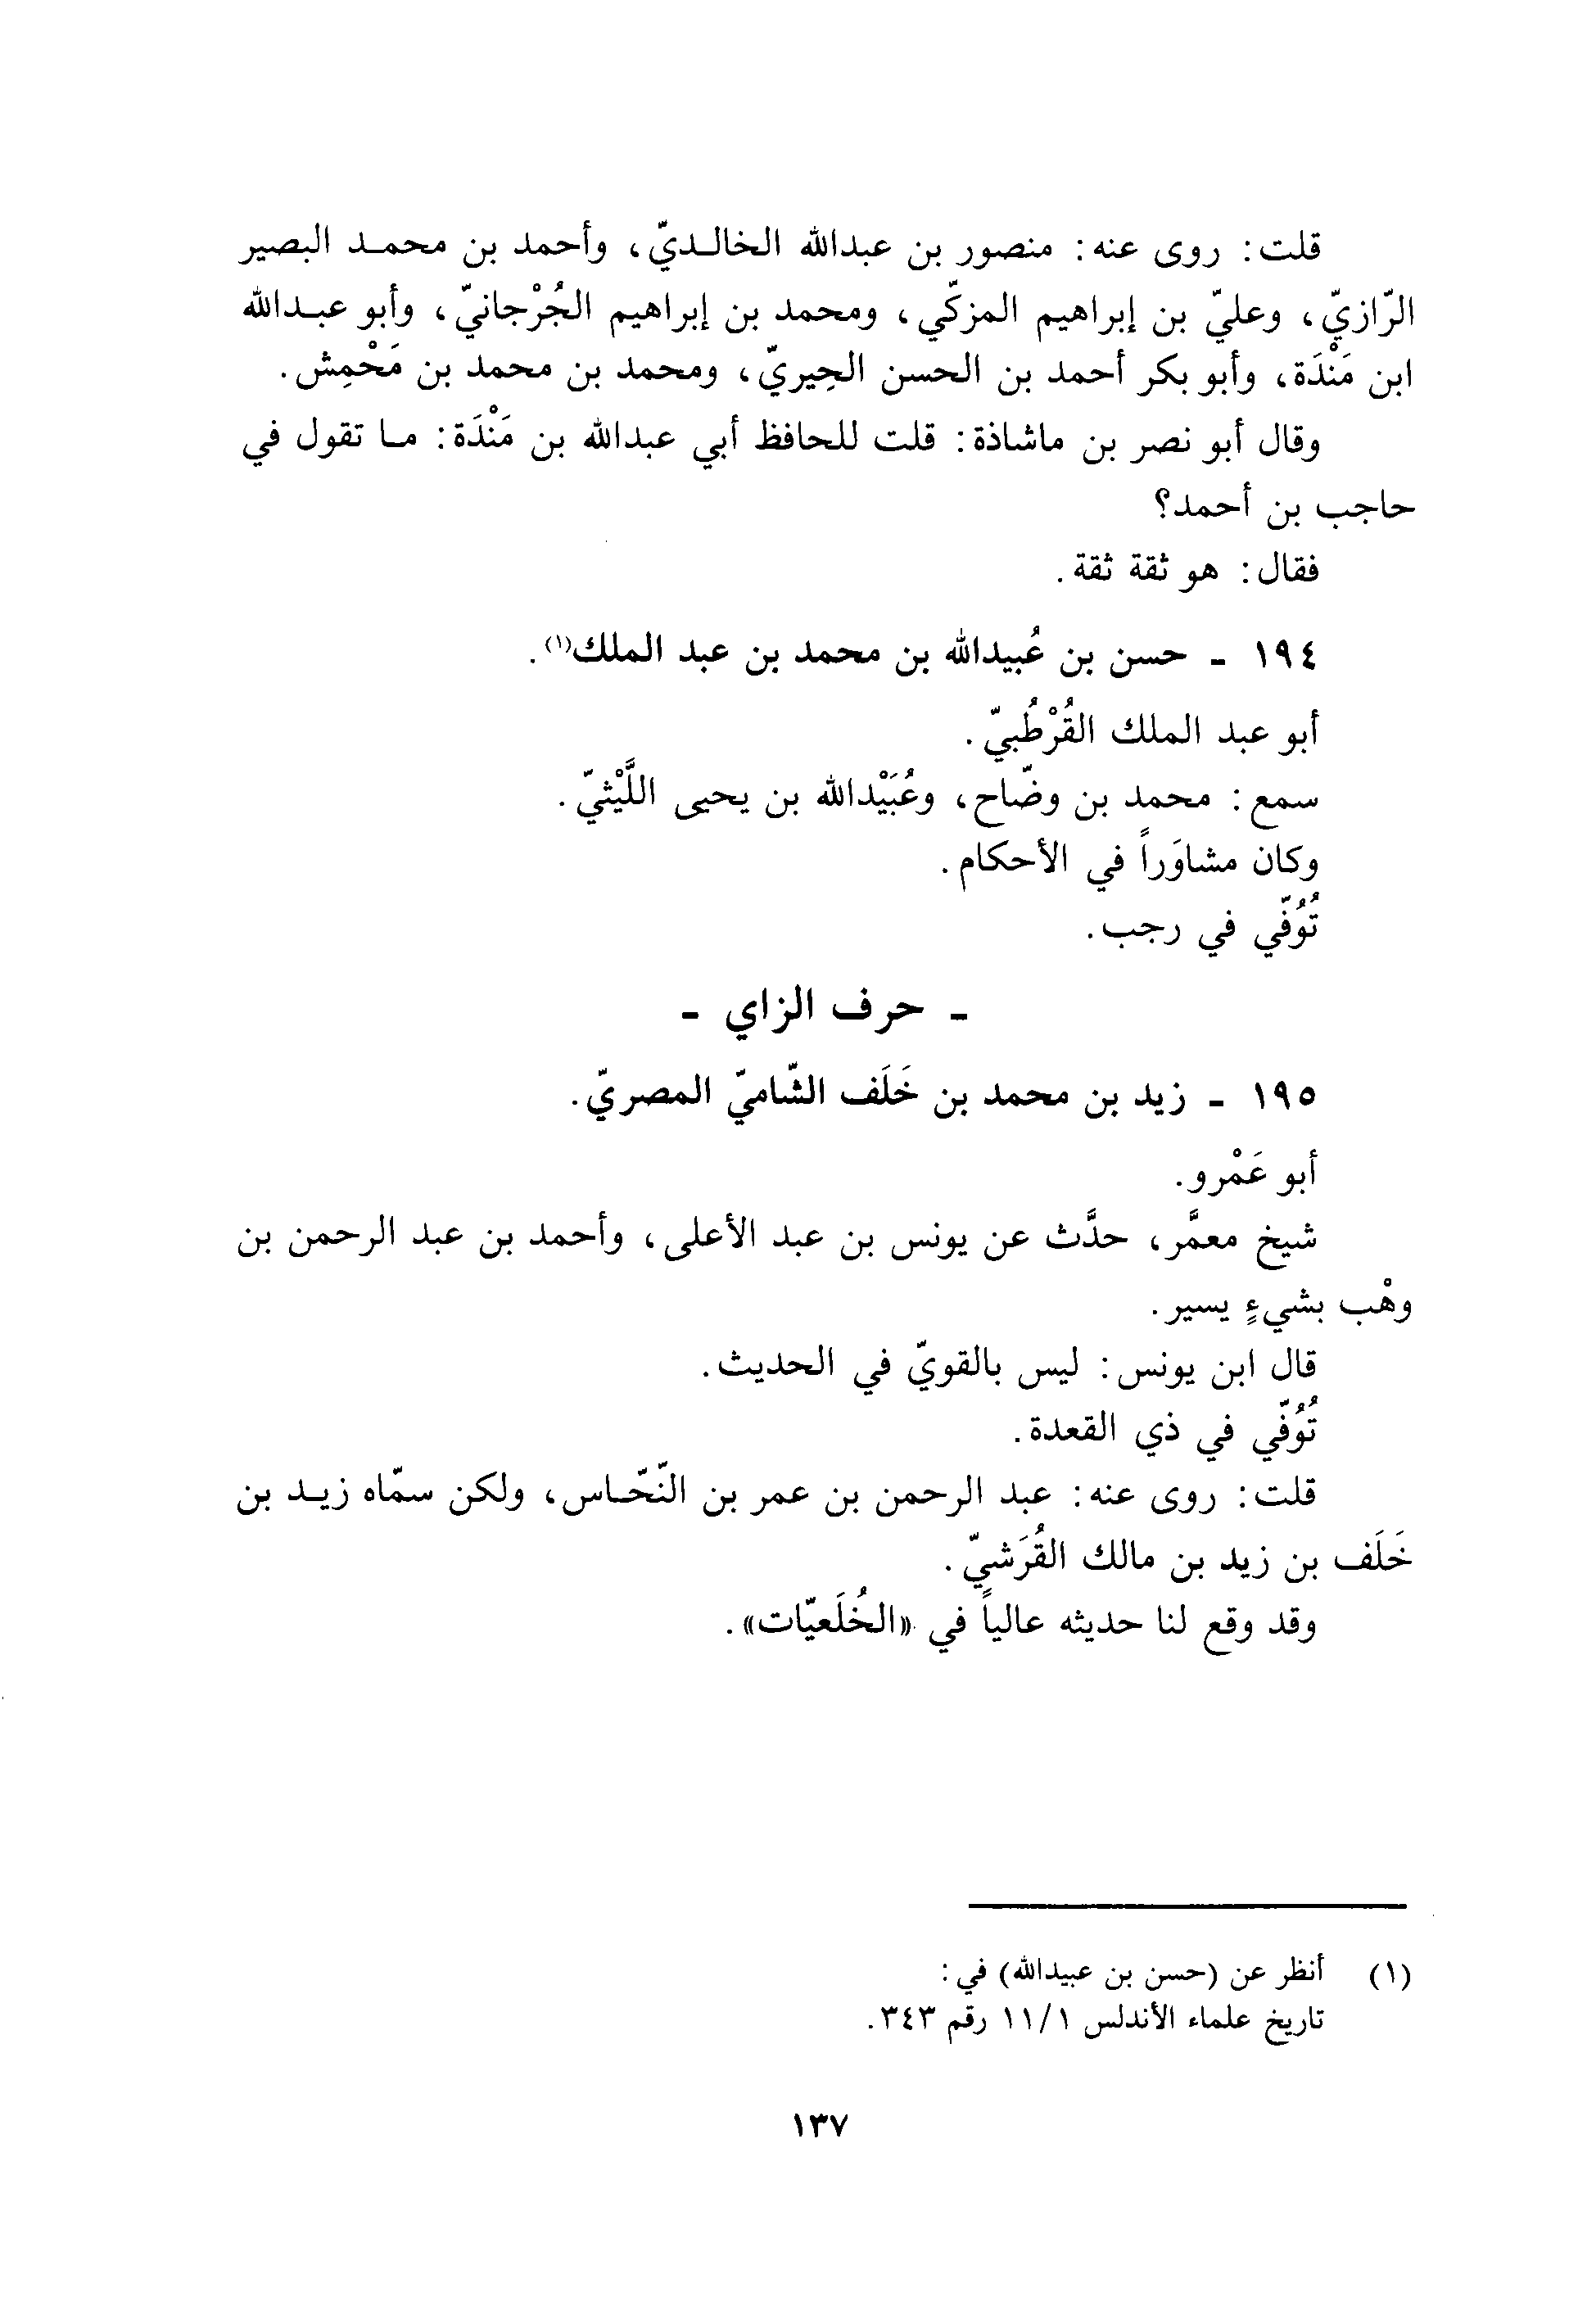 قلت: روى عنه: منصور بن عبدالله الخالديّ، وأحمد بن محمد البصير
الرّازيّ، وعليّ بن إبراهيم المزكّي، ومحمد بن إبراهيم الجُرْجانيّ، وأبو عبدالله
ابن مَنْدَة، وأبو بكر أحمد بن الحسن الحِيريّ، ومحمد بن محمد بن مَحْمِش.
وقال أبو نصر بن ماشاذة: قلت للحافظ أبي عبدالله بن مَنْدَة: ما تقول في
حاجب بن أحمد؟
فقال: هو ثقة ثقة.
١٩٤ - حسن بن عُبيدالله بن محمد بن عبد الملك(١).
أبو عبد الملك القُرْطُبيّ.
سمع: محمد بن وضّاح، وعُبَيْدالله بن يحيى اللَّيْثيّ.
وكان مشاوَراً في الأحكام.
تُوُفّي في رجب.
- حرف الزاي -
١٩٥ - زيد بن محمد بن خَلَف الشّاميّ المصريّ.
أبو عَمْرو.
شيخ معمَّر، حدَّث عن يونس بن عبد الأعلى، وأحمد بن عبد الرحمن بن
وهْب بشيءٍ يسير.
قال ابن يونس: ليس بالقويّ في الحديث.
تُوُفّي في ذي القعدة.
قلت: روى عنه: عبد الرحمن بن عمر بن النّحّاس، ولكن سمّاه زيد بن
خَلَف بن زيد بن مالك القُرَشيّ.
وقد وقع لنا حديثه عالياً في «الخُلَعيّات».
(١) أنظر عن (حسن بن عبيدالله) في:
تاريخ علماء الأندلس ١/ ١١ رقم ٣٤٣.
١٣٧